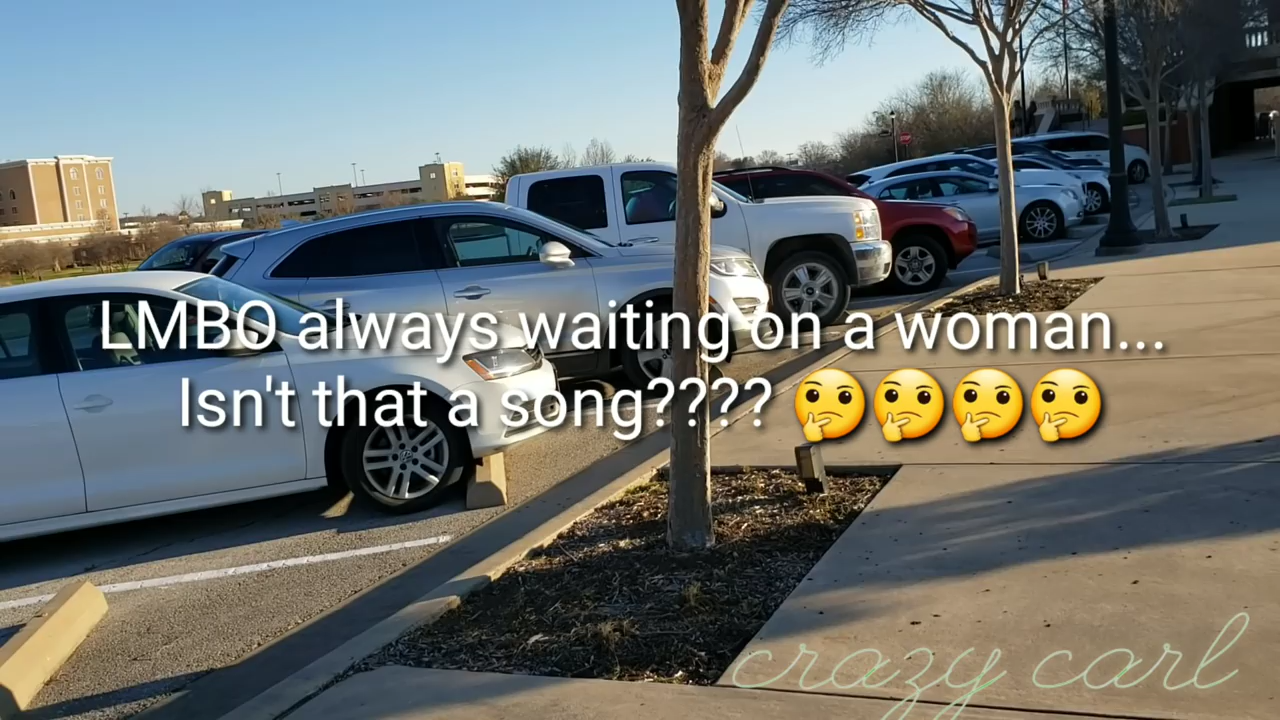 LMBO always waiting on a woman...
Isn't that a song???? 🤔🤔🤔🤔
crazy carl